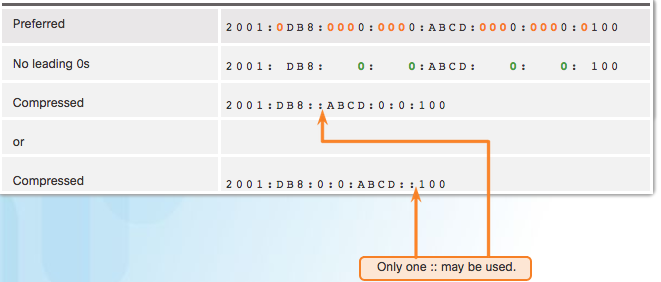 Preferred 2001:0DB8:0000:0000:ABCD:0000:0000:0100
No leading 0s 2001: DB8: 0: 0:ABCD: 0: 0: 100
Compressed 2001:DB8::ABCD:0:0:100
or
Compressed 2001:DB8:0:0:ABCD::100
Only one :: may be used.